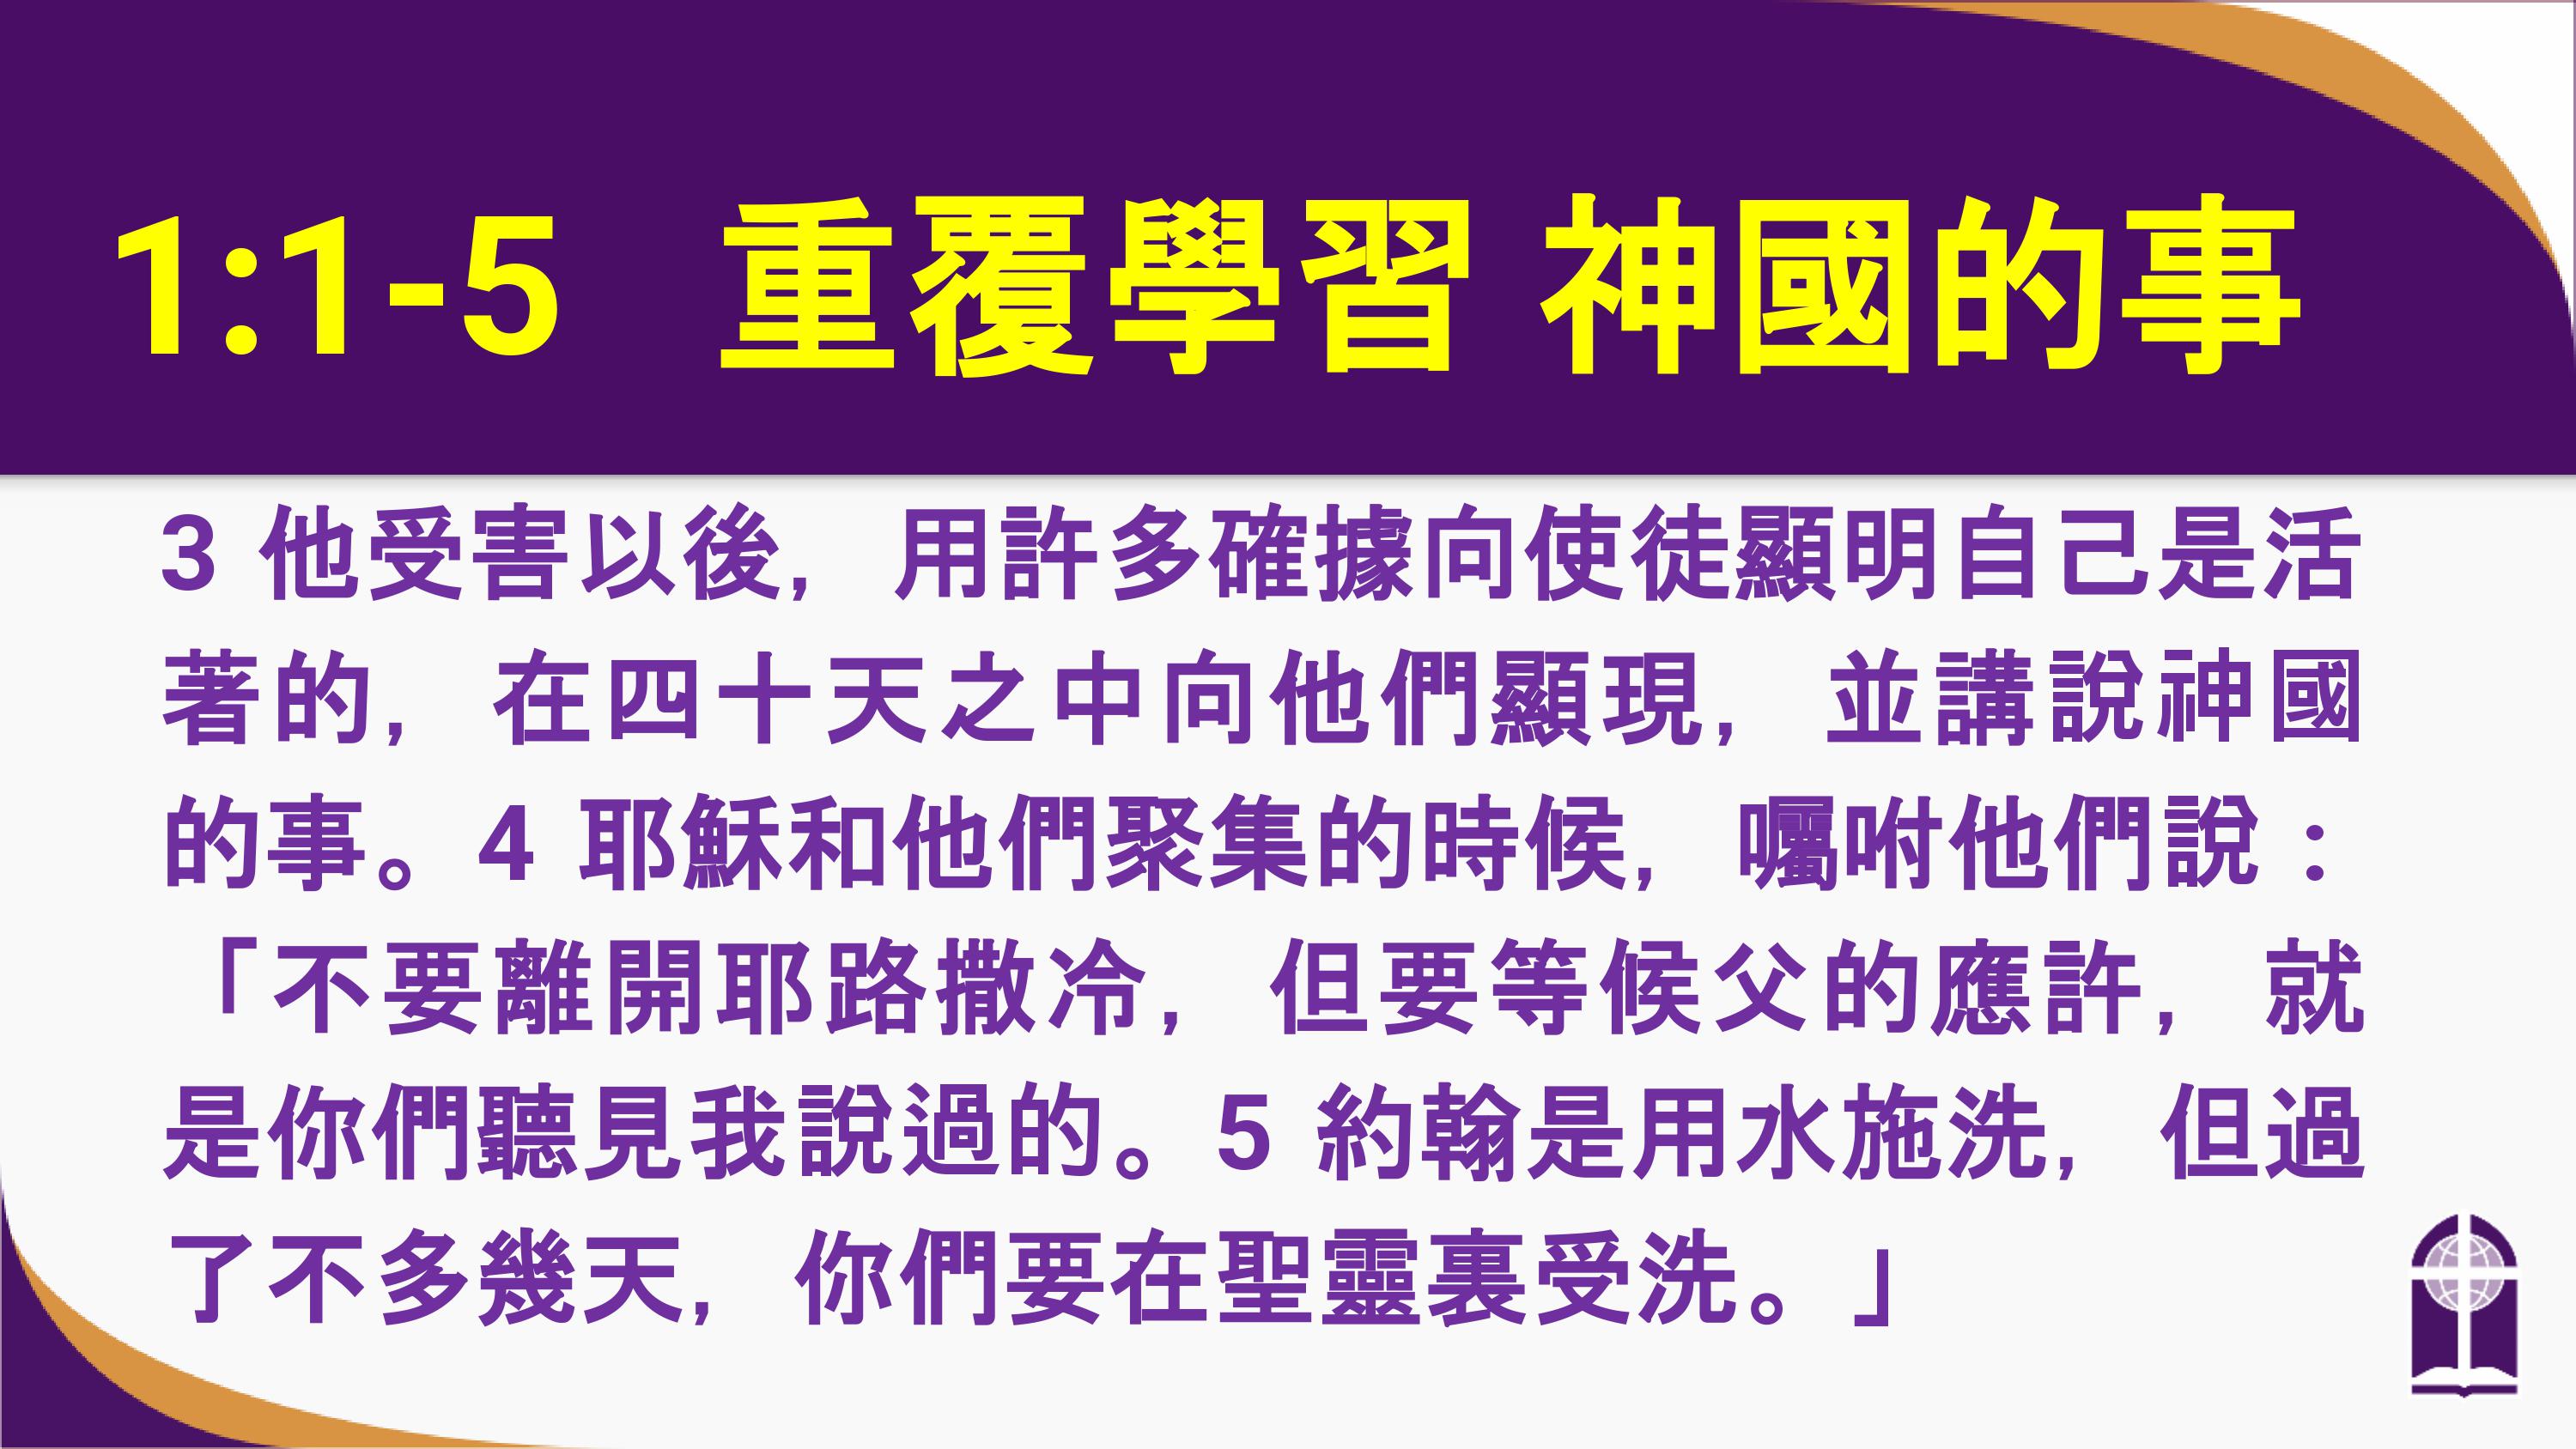 1:1-5 重覆學習 神國的事
3 他受害以後，用許多確據向使徒顯明自己是活
著的，在四十天之中向他們顯現，並講說神國
的事。4 耶穌和他們聚集的時候，囑咐他們說：
「不要離開耶路撒冷，但要等候父的應許，就
是你們聽見我說過的。5 約翰是用水施洗，但過
了不多幾天，你們要在聖靈裏受洗。」